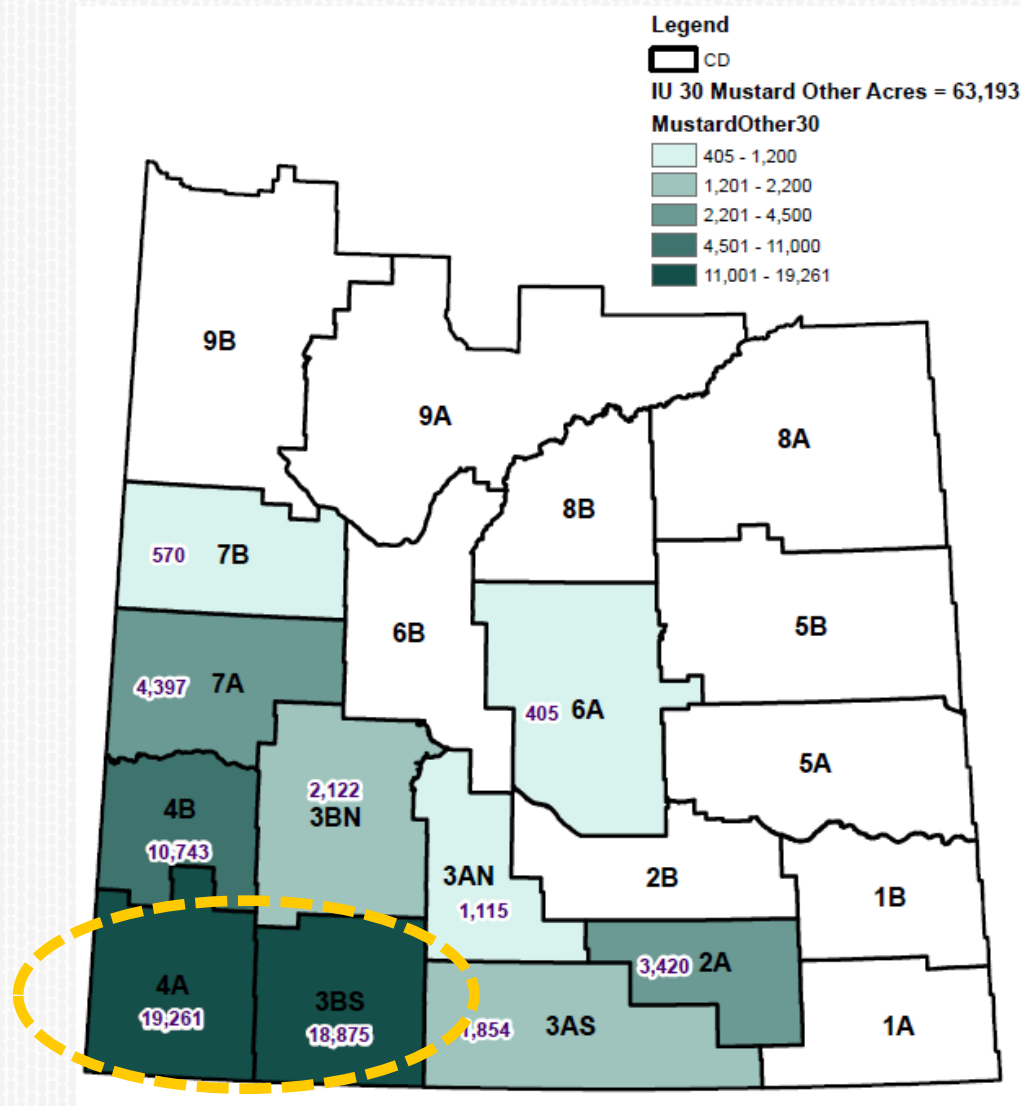 Legend
CD
IU 30 Mustard Other Acres = 63,193
MustardOther30
405 - 1,200
1,201 - 2,200
2,201 - 4,500
4,501 - 11,000
11,001 - 19,261
9B
9A
8A
8B
570 7B
6B
5B
4,397 7A
405 6A
5A
2,122
3BN
4B
10,743
3AN
1,115
2B
1B
3,420 2A
4A
19,261
3BS
18,875
1,854 3AS
1A